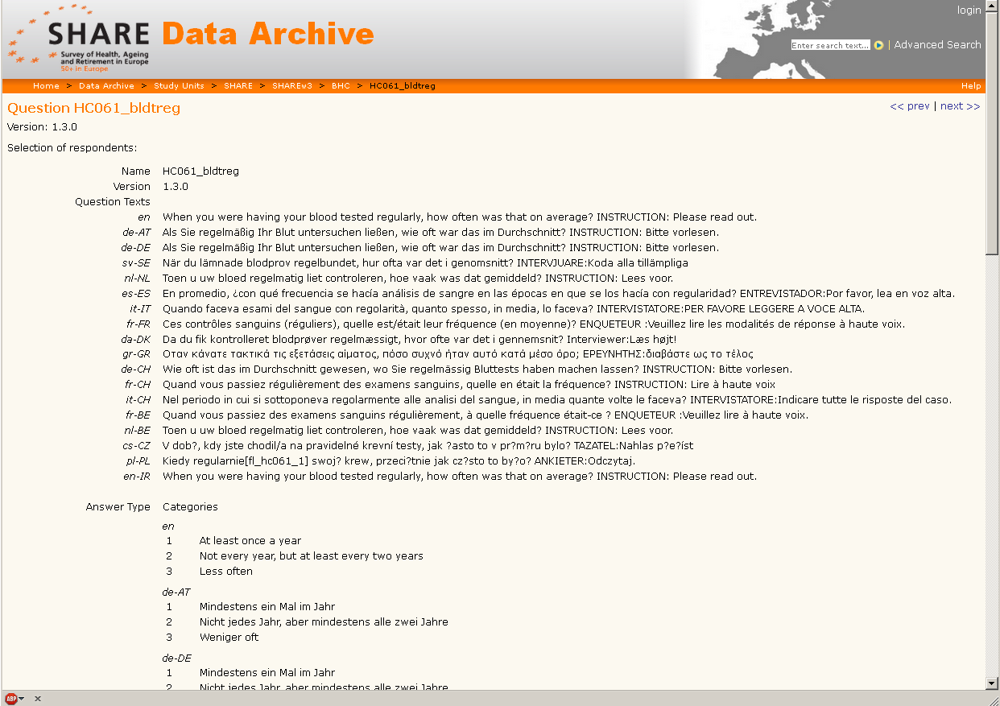 login
SHARE Data Archive
Survey of Health, Ageing
and Retirement in Europe
50+ in Europe
Enter search text... | Advanced Search
Home > Data Archive > Study Units > SHARE > SHAREw3 > BHC > HC061_bldtreg Help
Question HC061_bldtreg << prev | next >>
Version: 1.3.0
Selection of respondents:
Name HC061_bldtreg
Version 1.3.0
Question Texts
en When you were having your blood tested regularly, how often was that on average? INSTRUCTION: Please read out.
de-AT Als Sie regelmäßig Ihr Blut untersuchen ließen, wie oft war das im Durchschnitt? INSTRUCTION: Bitte vorlesen.
de-DE Als Sie regelmäßig Ihr Blut untersuchen ließen, wie oft war das im Durchschnitt? INSTRUCTION: Bitte vorlesen.
sv-SE När du lämnade blodprov regelbundet, hur ofta var det i genomsnitt? INTERVJUARE:Koda alla tillämpliga
nl-NL Toen u uw bloed regelmatig liet controleren, hoe vaak was dat gemiddeld? INSTRUCTION: Lees voor.
es-ES En promedio, ¿con qué frecuencia se hacía análisis de sangre en las épocas en que se los hacía con regularidad? ENTREVISTADOR:Por favor, lea en voz alta.
it-IT Quando faceva esami del sangue con regolarità, quanto spesso, in media, lo faceva? INTERVISTATORE:PER FAVORE LEGGERE A VOCE ALTA.
fr-FR Ces contrôles sanguins (réguliers), quelle est/était leur fréquence (en moyenne)? ENQUETEUR :Veuillez lire les modalités de réponse à haute voix.
da-DK Da du fik kontrolleret blodprøver regelmæssigt, hvor ofte var det i gennemsnit? Interviewer:Læs højt!
gr-GR Οταν κάνατε τακτικά τις εξετάσεις αίματος, πόσο συχνό ήταν αυτό κατά μέσο όρο; ΕΡΕΥΝΗΤΗΣ:διαβάστε ως το τέλος
de-CH Wie oft ist das im Durchschnitt gewesen, wo Sie regelmässig Bluttests haben machen lassen? INSTRUCTION: Bitte vorlesen.
fr-CH Quand vous passiez régulièrement des examens sanguins, quelle en était la fréquence? INSTRUCTION: Lire à haute voix
it-CH Nel periodo in cui si sottoponeva regolarmente alle analisi del sangue, in media quante volte le faceva? INTERVISTATORE:Indicare tutte le risposte del caso.
fr-BE Quand vous passiez des examens sanguins régulièrement, à quelle fréquence était-ce ? ENQUETEUR :Veuillez lire à haute voix.
nl-BE Toen u uw bloed regelmatig liet controleren, hoe vaak was dat gemiddeld? INSTRUCTION: Lees voor.
cs-CZ V dob?, kdy jste chodil/a na pravidelné krevní testy, jak ?asto to v pr?m?ru bylo? TAZATEL:Nahlas p?e?íst
pl-PL Kiedy regularnie[fl_hc061_1] swoj? krew, przeci?tnie jak cz?sto to by?o? ANKIETER:Odczytaj.
en-IR When you were having your blood tested regularly, how often was that on average? INSTRUCTION: Please read out.
Answer Type Categories
en
1 At least once a year
2 Not every year, but at least every two years
3 Less often
de-AT
1 Mindestens ein Mal im Jahr
2 Nicht jedes Jahr, aber mindestens alle zwei Jahre
3 Weniger oft
de-DE
1 Mindestens ein Mal im Jahr
2 Nicht jedes Jahr, aber mindestens alle zwei Jahre
ABP